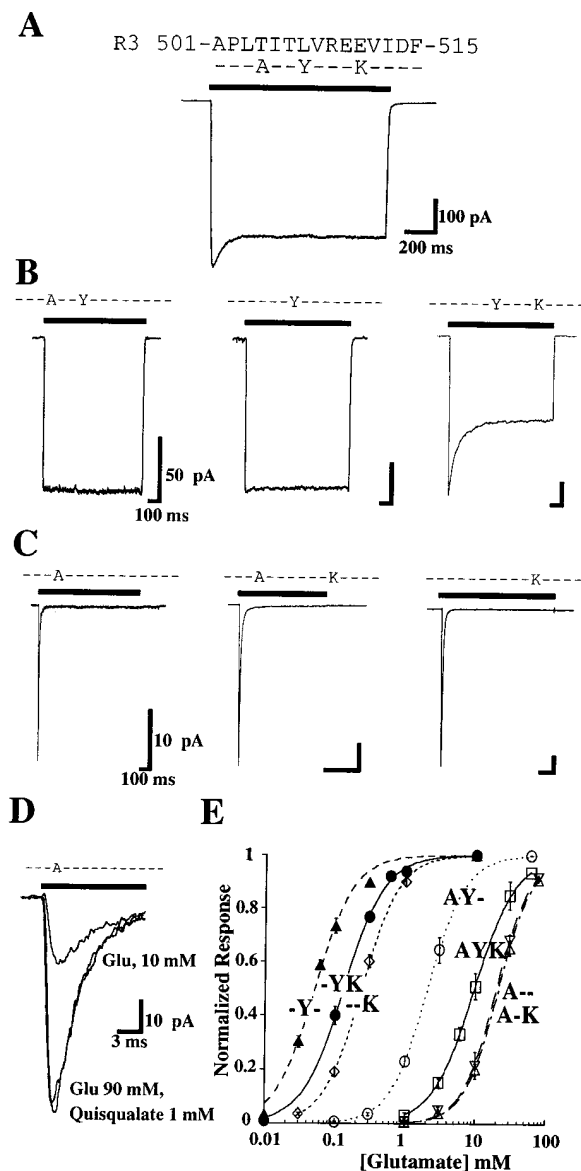 A
R3 501-APLTITLVREEVIDF-515
---A--Y---K----
100 pA
200 ms
B
---A--Y---------
------Y---------
------Y---K----
50 pA
100 ms
C
---A------------
---A------K----
----------K----
10 pA
100 ms
D
---A-----------
Glu, 10 mM
10 pA
3 ms
Glu 90 mM,
Quisqualate 1 mM
E
Normalized Response
1
0.8
0.6
0.4
0.2
0
AY-
AYK
-YK
-Y-
--K
A--
A-K
0.01 0.1 1 10 100
[Glutamate] mM